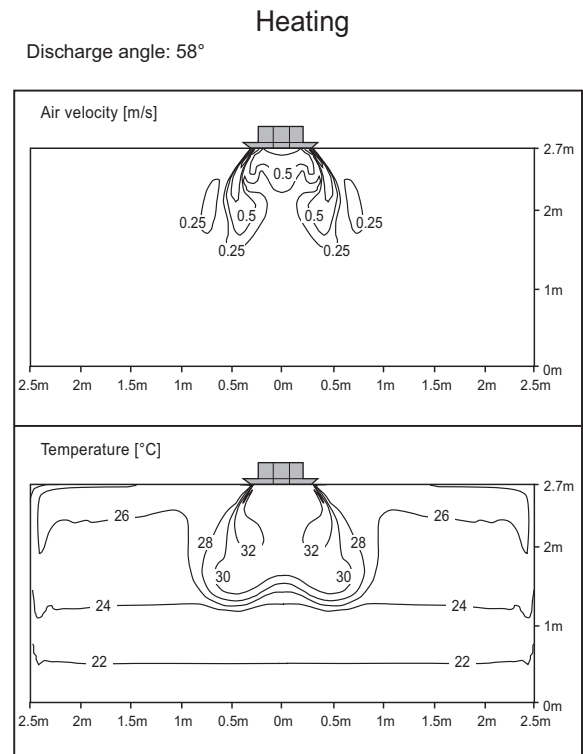 Heating
Discharge angle: 58°
Air velocity [m/s]
2.7m
0.5
0.25 0.5 0.5 0.25
2m
0.25 0.25
1m
0m
2.5m 2m 1.5m 1m 0.5m 0m 0.5m 1m 1.5m 2m 2.5m
Temperature [°C]
2.7m
26 26
28 32 32 28
2m
30 30
24 24
1m
22 22
0m
2.5m 2m 1.5m 1m 0.5m 0m 0.5m 1m 1.5m 2m 2.5m